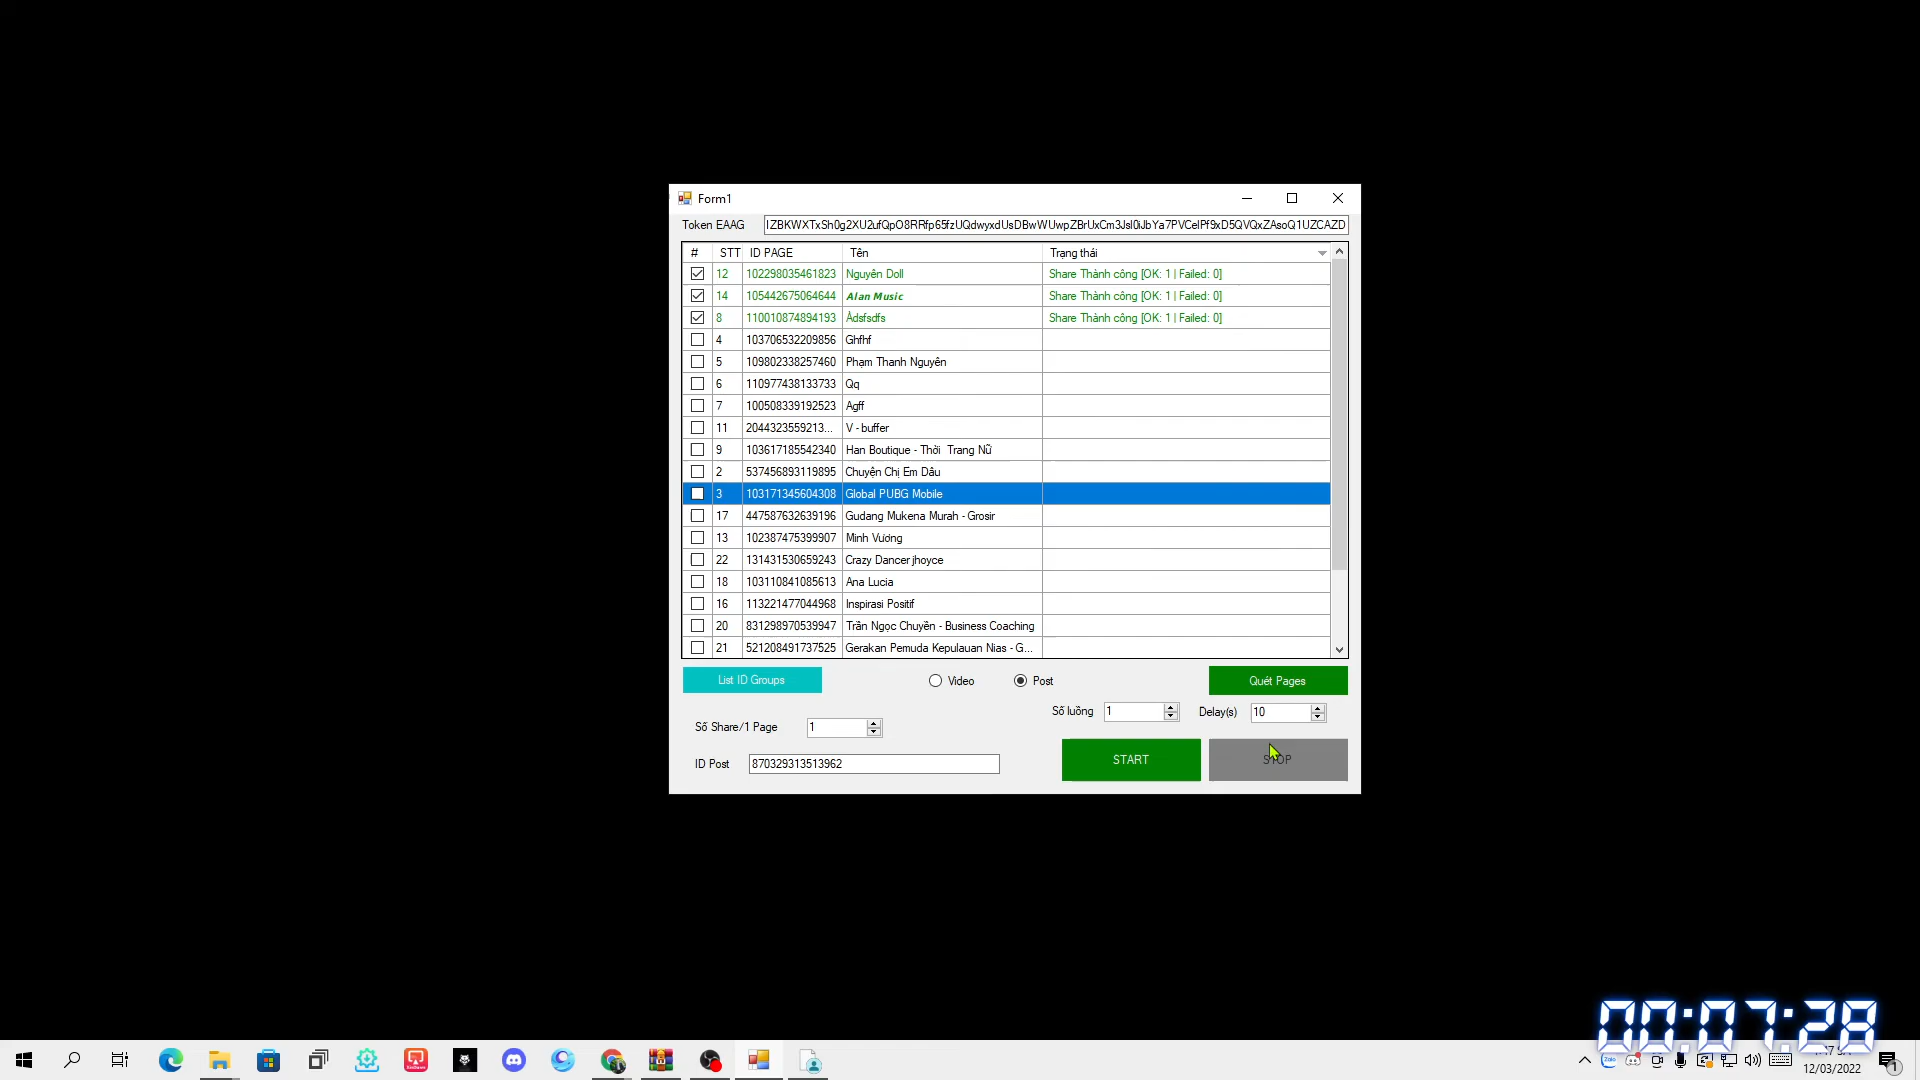 Form1
Token EAAG IZBKWXTxSh0g2XU2ufQpO8RRfp65fzUQdwyxdUsDBwWUwpZBrUxCm3Jsl0iJbYa7PVCeIPf9xD5QVQxZAsoQ1UZCAZD
# STT ID PAGE Tên Trạng thái
12 102298035461823 Nguyên Doll Share Thành công [OK: 1 | Failed: 0]
14 105442675064644 Alan Music Share Thành công [OK: 1 | Failed: 0]
8 110010874894193 Àdsfsdfs Share Thành công [OK: 1 | Failed: 0]
4 103706532209856 Ghfhf
5 109802338257460 Phạm Thanh Nguyên
6 110977438133733 Qq
7 100508339192523 Agff
11 2044323559213... V - buffer
9 103617185542340 Han Boutique - Thời Trang Nữ
2 537456893119895 Chuyện Chị Em Dâu
3 103171345604308 Global PUBG Mobile
17 447587632639196 Gudang Mukena Murah - Grosir
13 102387475399907 Minh Vương
22 131431530659243 Crazy Dancer jhoyce
18 103110841085613 Ana Lucia
16 113221477044968 Inspirasi Positif
20 831298970539947 Trần Ngọc Chuyên - Business Coaching
21 521208491737525 Gerakan Pemuda Kepulauan Nias - G...
List ID Groups Video Post Quét Pages
Số luồng 1 Delay(s) 10
Số Share/1 Page 1
ID Post 870329313513962 START STOP
00:07:28
12/03/2022